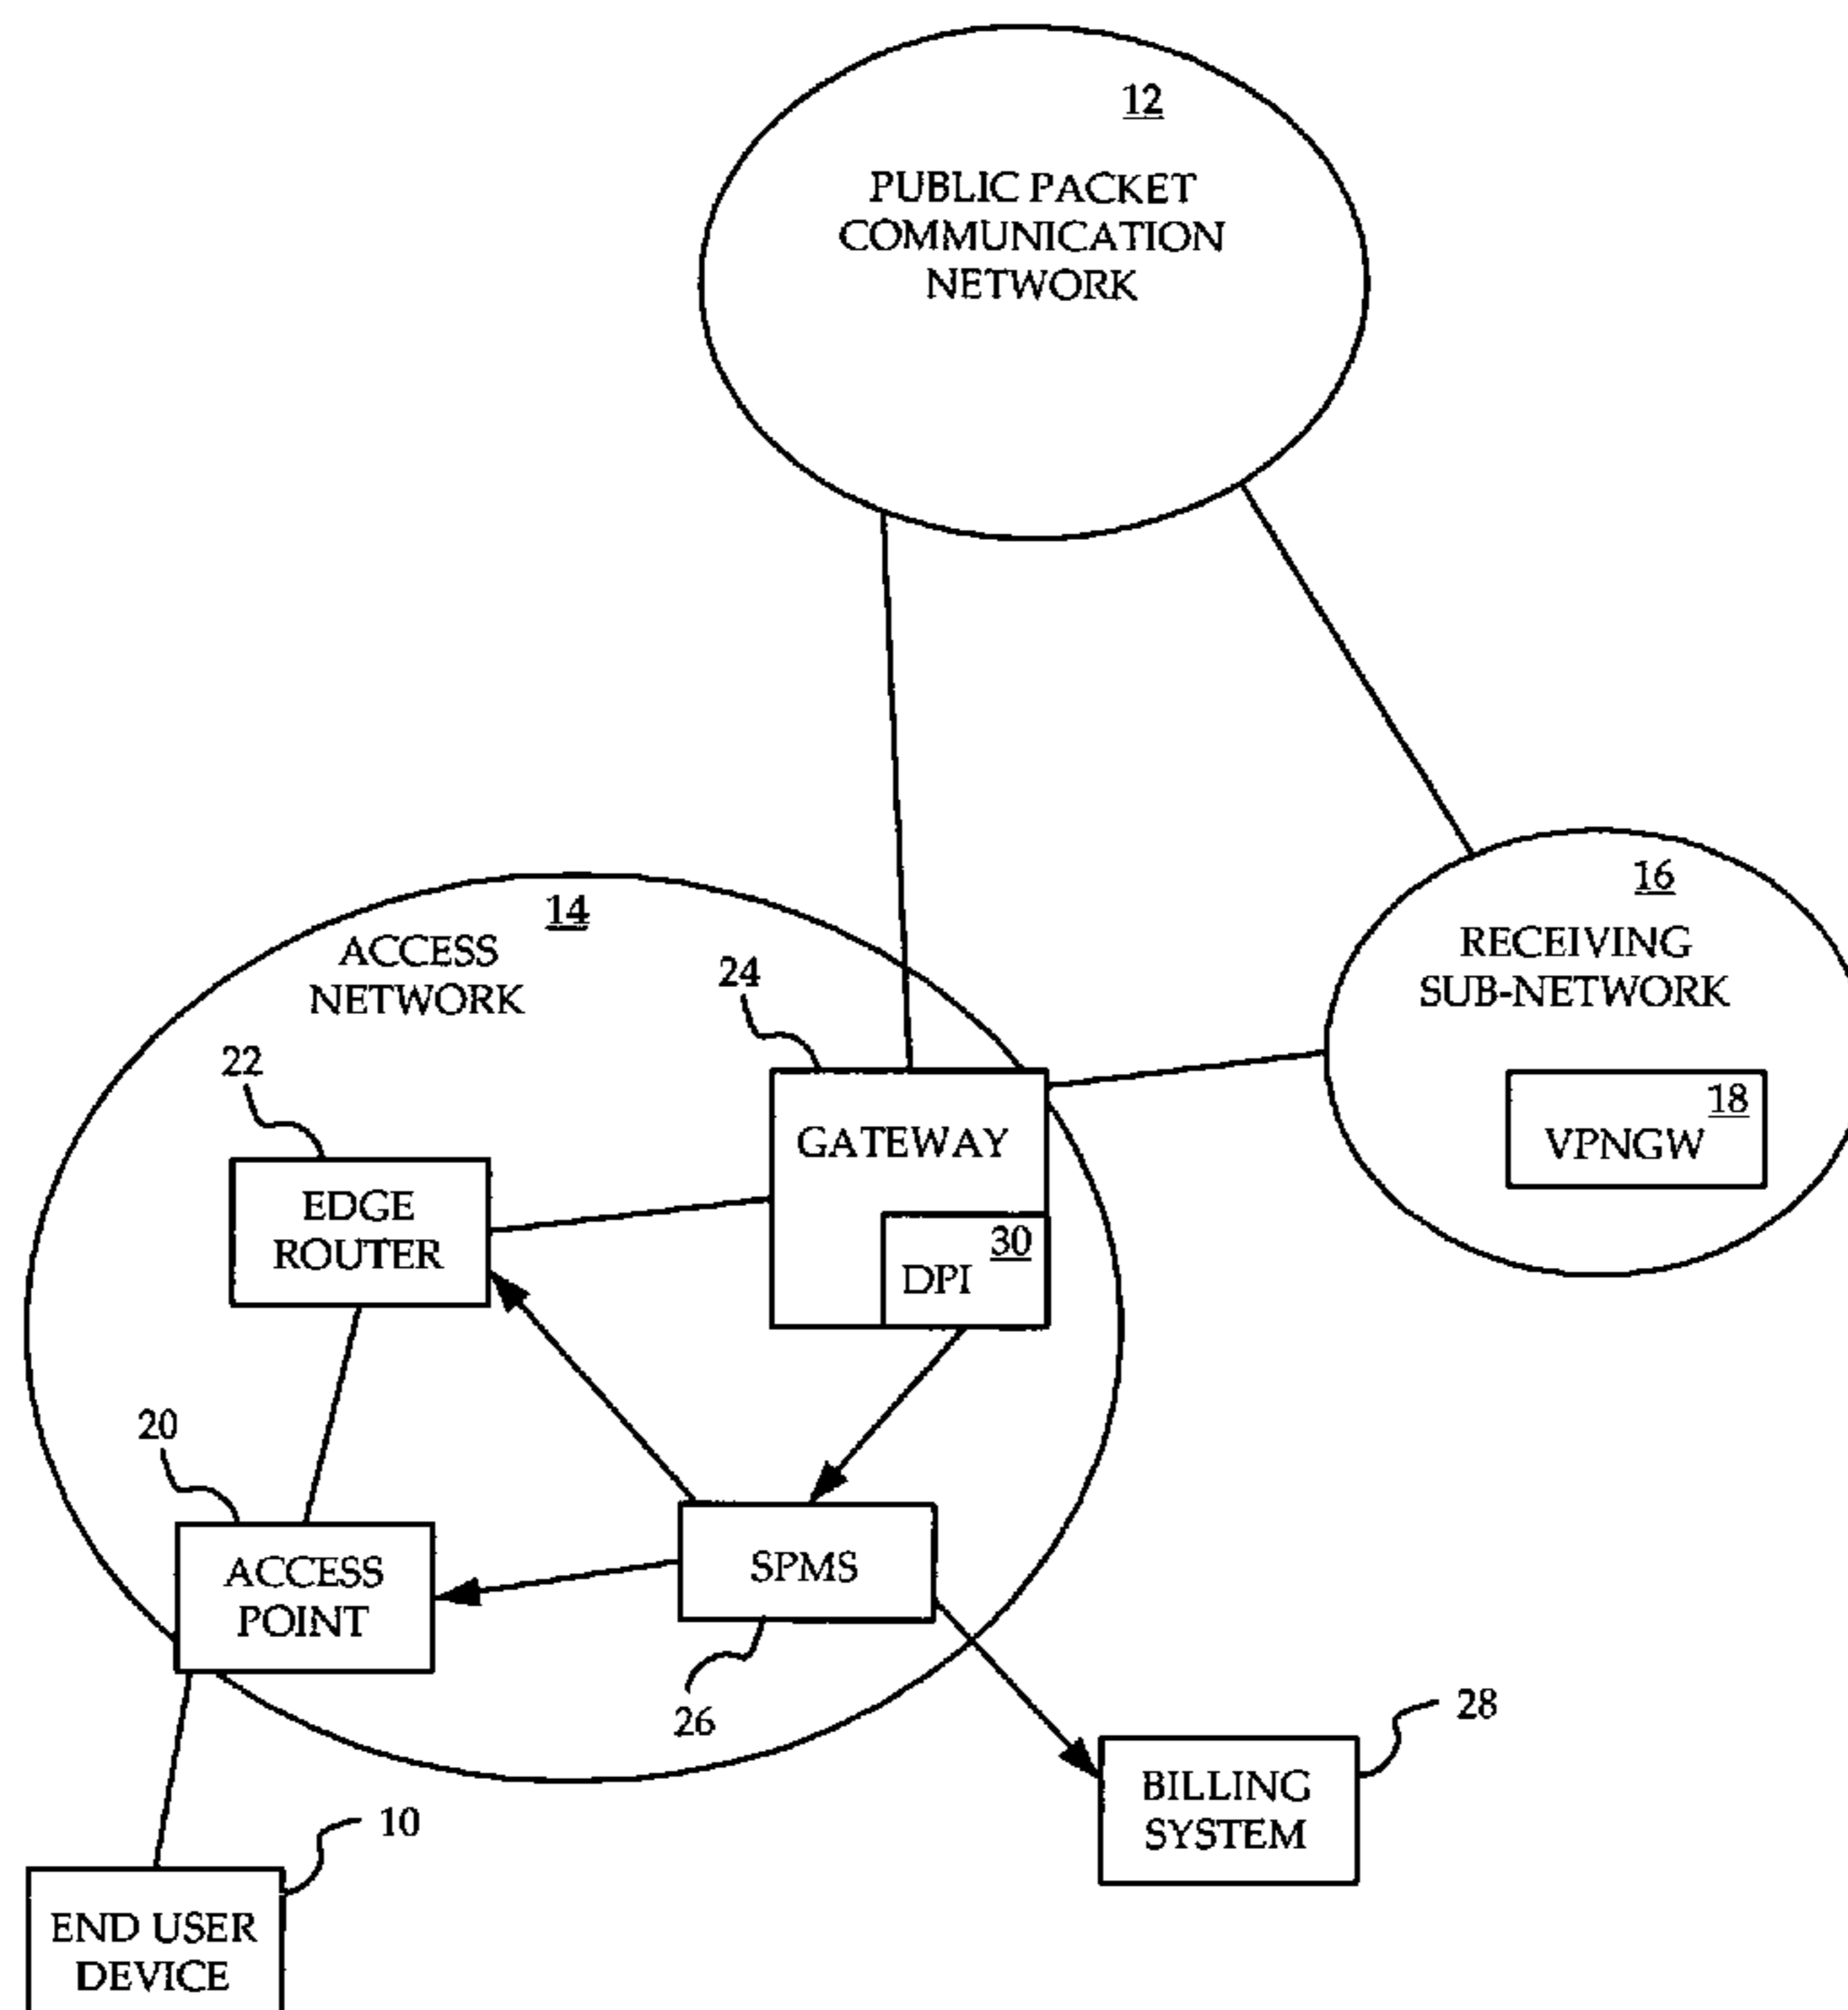 12
PUBLIC PACKET
COMMUNICATION
NETWORK
14
ACCESS
NETWORK
16
RECEIVING
SUB-NETWORK
18
VPNGW
24
GATEWAY
30
DPI
22
EDGE
ROUTER
20
ACCESS
POINT
SPMS
26
28
BILLING
SYSTEM
10
END USER
DEVICE